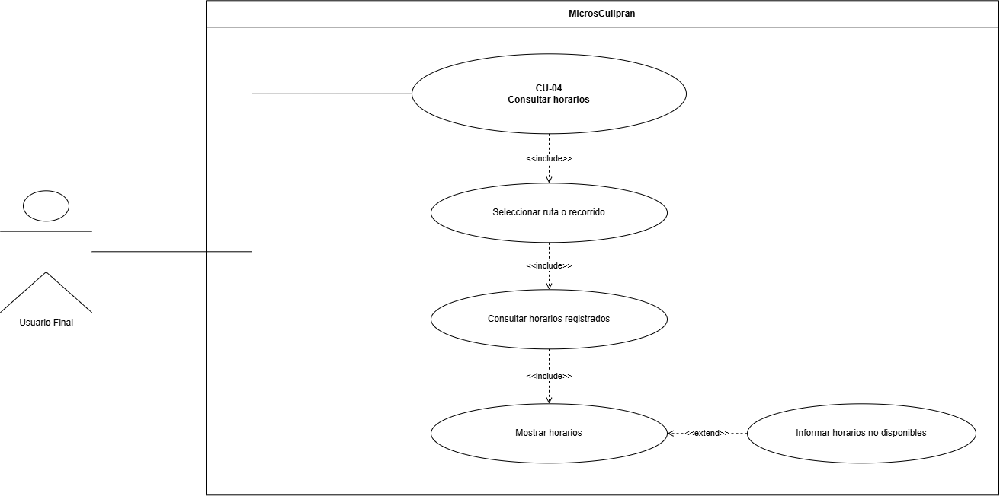 MicrosCulipran
CU-04
Consultar horarios
<<include>>
Seleccionar ruta o recorrido
<<include>>
Consultar horarios registrados
Usuario Final
<<include>>
Mostrar horarios
<<extend>>
Informar horarios no disponibles